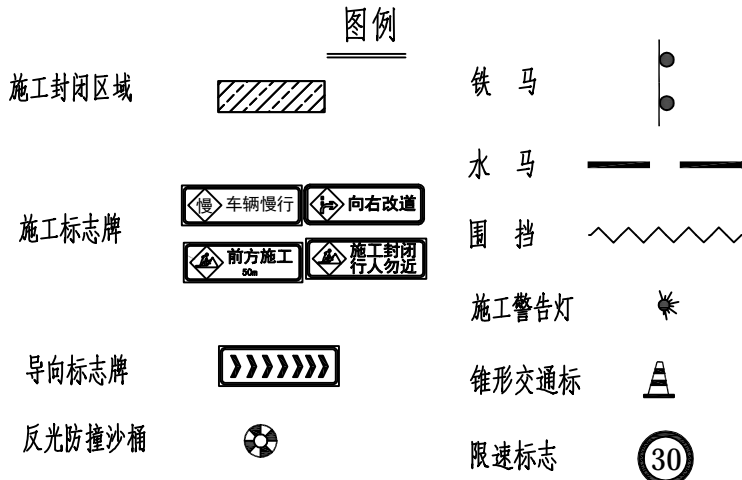 图例
施工封闭区域
施工标志牌
慢 车辆慢行
向右改道
前方施工
50m
施工封闭
行人勿近
导向标志牌
反光防撞沙桶
铁 马
水 马
围 挡
施工警告灯
锥形交通标
限速标志
30